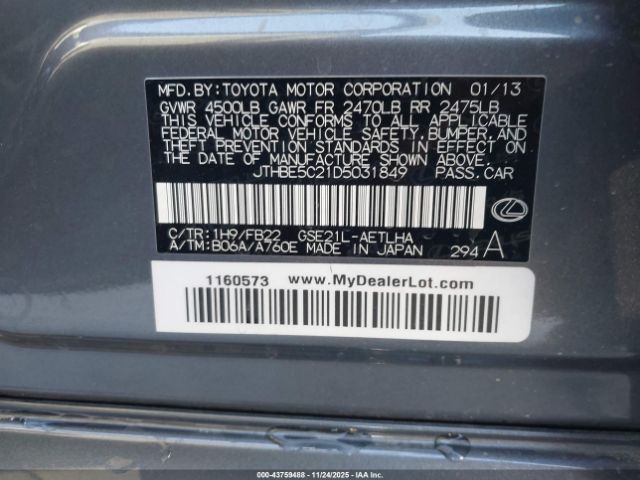 MFD.BY:TOYOTA MOTOR CORPORATION 01/13
GVWR 4500LB GAWR FR 2470LB RR 2475LB
THIS VEHICLE CONFORMS TO ALL APPLICABLE
FEDERAL MOTOR VEHICLE SAFETY,BUMPER,AND
THEFT PREVENTION STANDARDS IN EFFECT ON
THE DATE OF MANUFACTURE SHOWN ABOVE.
JTHBE5C21D5031849 PASS.CAR
C/TR:1H9/FB22 GSE21L-AETLHA
A/TM:B06A/A760E MADE IN JAPAN 294 A
1160573 www.MyDealerLot.com
000-43759488 - 11/24/2025 - IAAI.COM